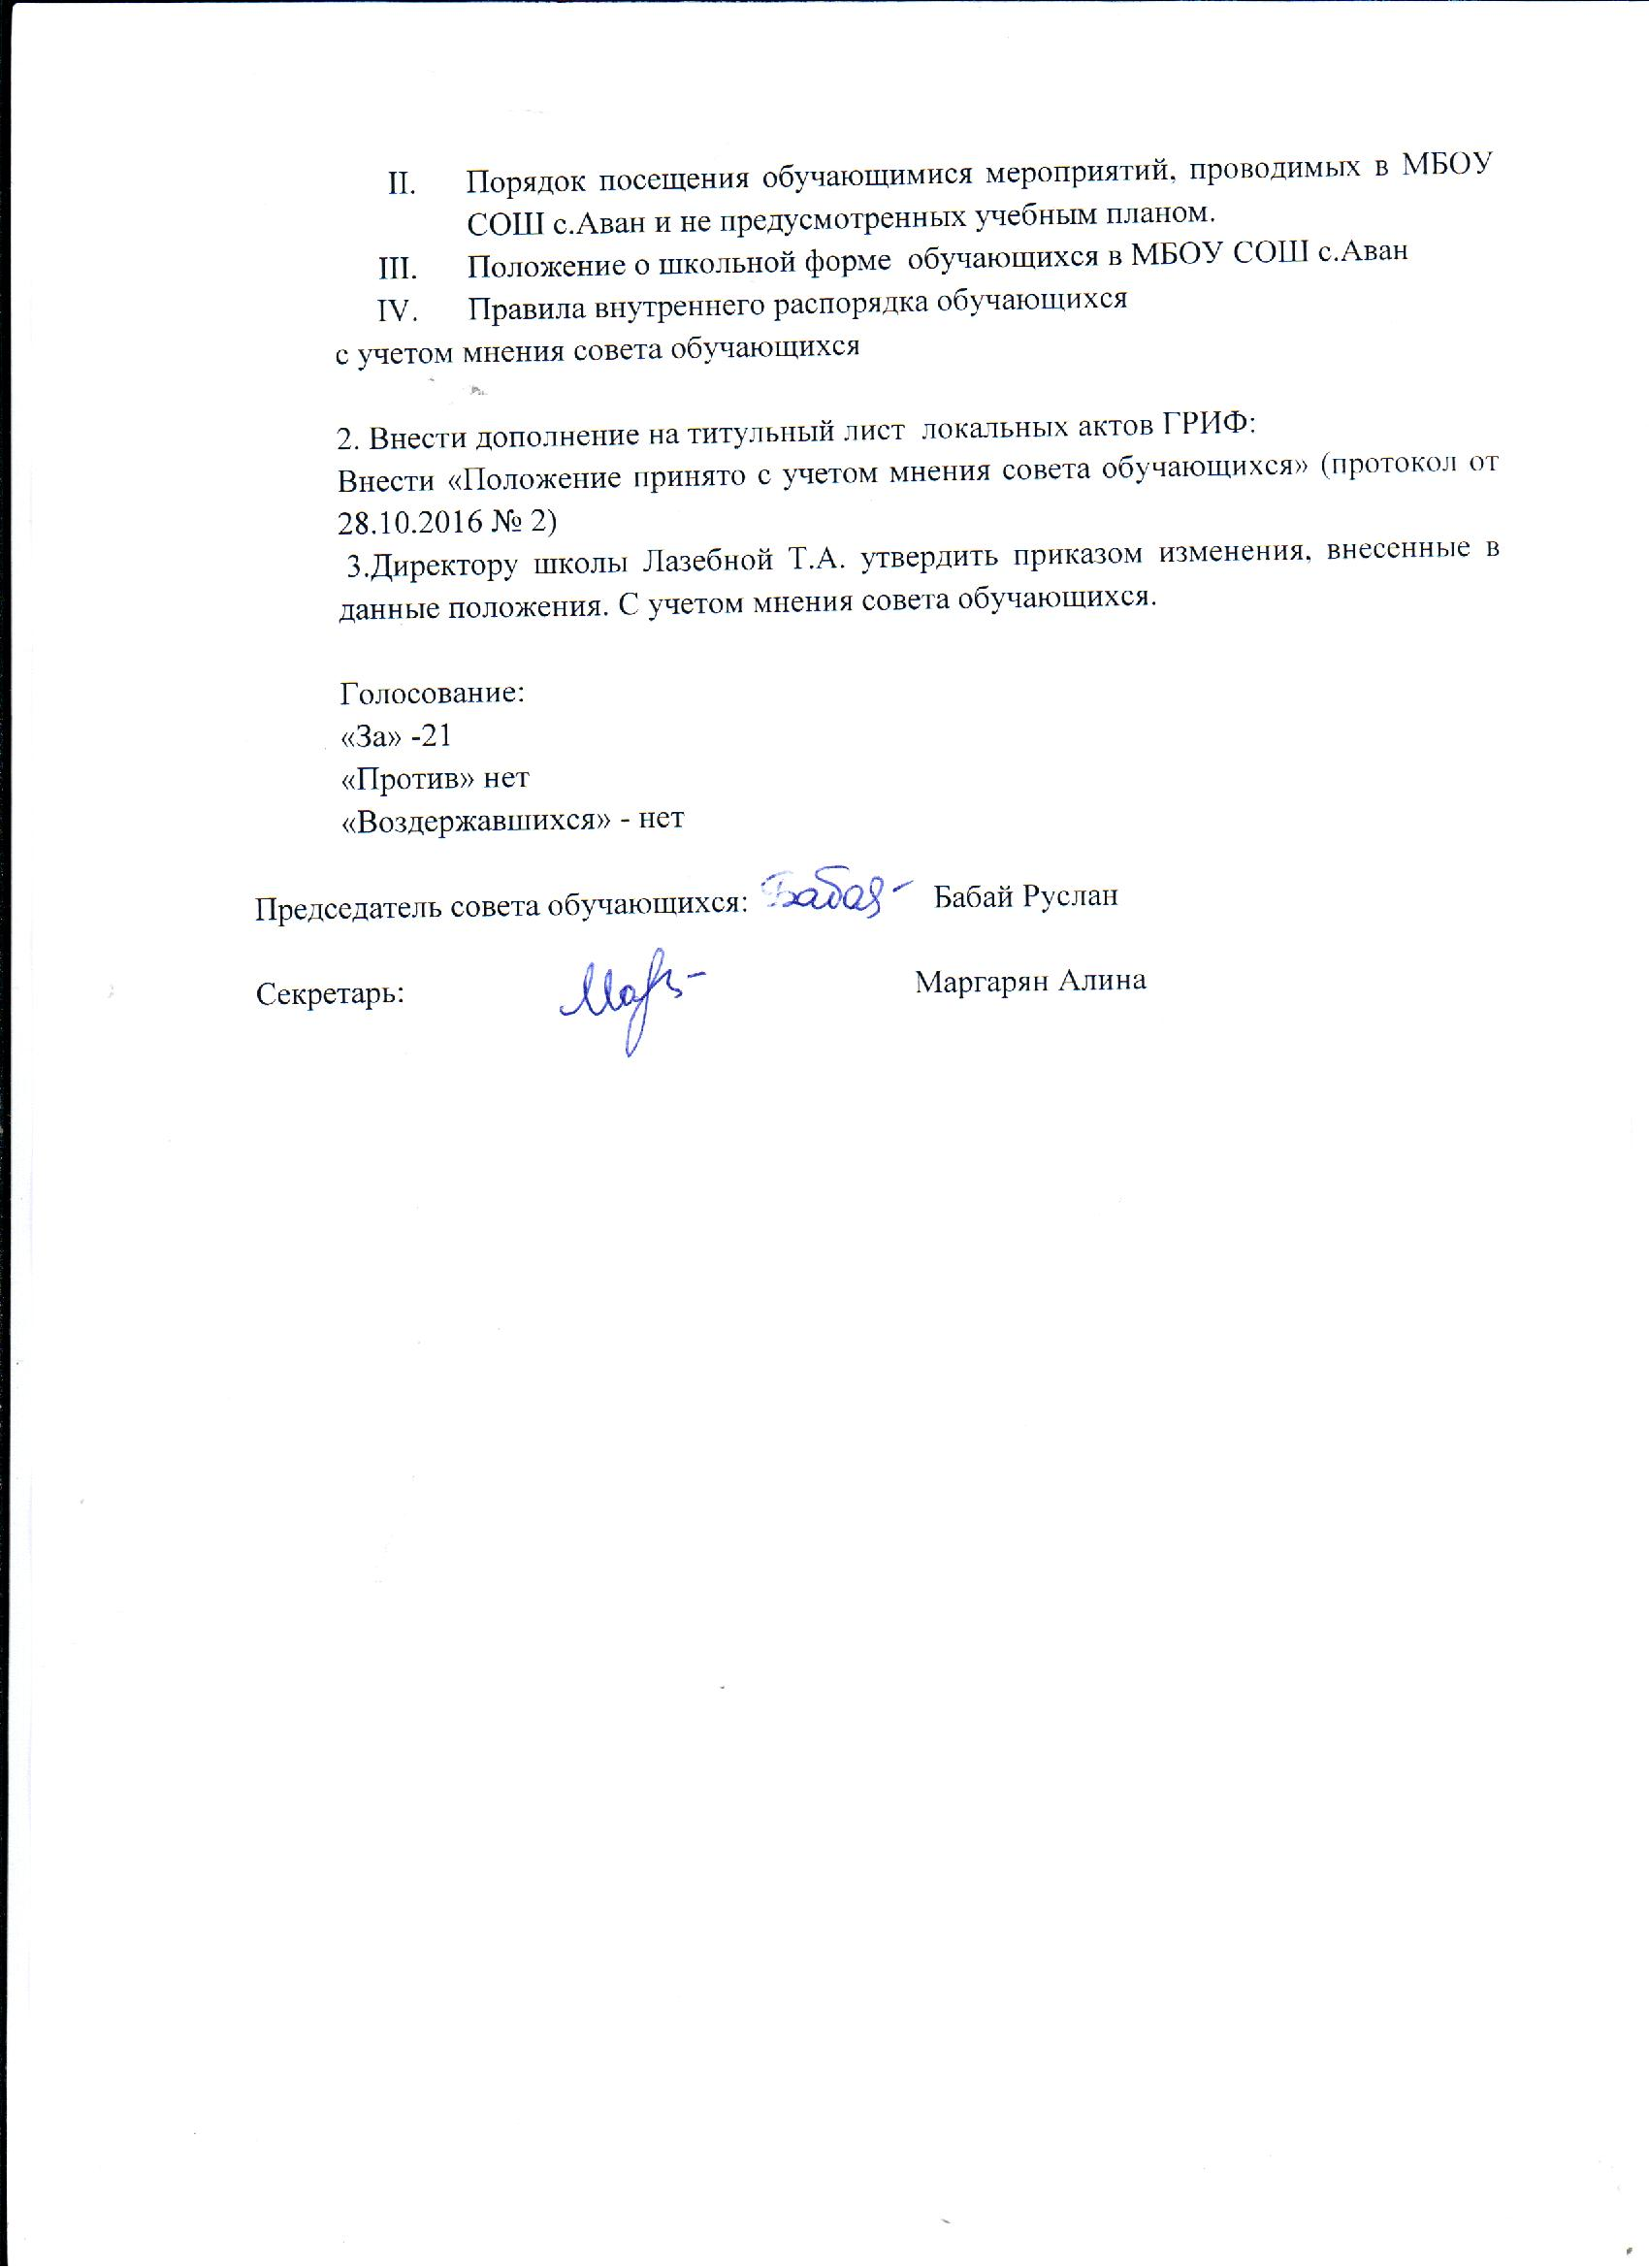 II. Порядок посещения обучающимися мероприятий, проводимых в МБОУ
СОШ с.Аван и не предусмотренных учебным планом.
III. Положение о школьной форме обучающихся в МБОУ СОШ с.Аван
IV. Правила внутреннего распорядка обучающихся
с учетом мнения совета обучающихся
2. Внести дополнение на титульный лист локальных актов ГРИФ:
Внести «Положение принято с учетом мнения совета обучающихся» (протокол от
28.10.2016 № 2)
3.Директору школы Лазебной Т.А. утвердить приказом изменения, внесенные в
данные положения. С учетом мнения совета обучающихся.
Голосование:
«За» -21
«Против» нет
«Воздержавшихся» - нет
Председатель совета обучающихся: Бабай Бабай Руслан
Секретарь: Маргарян Алина